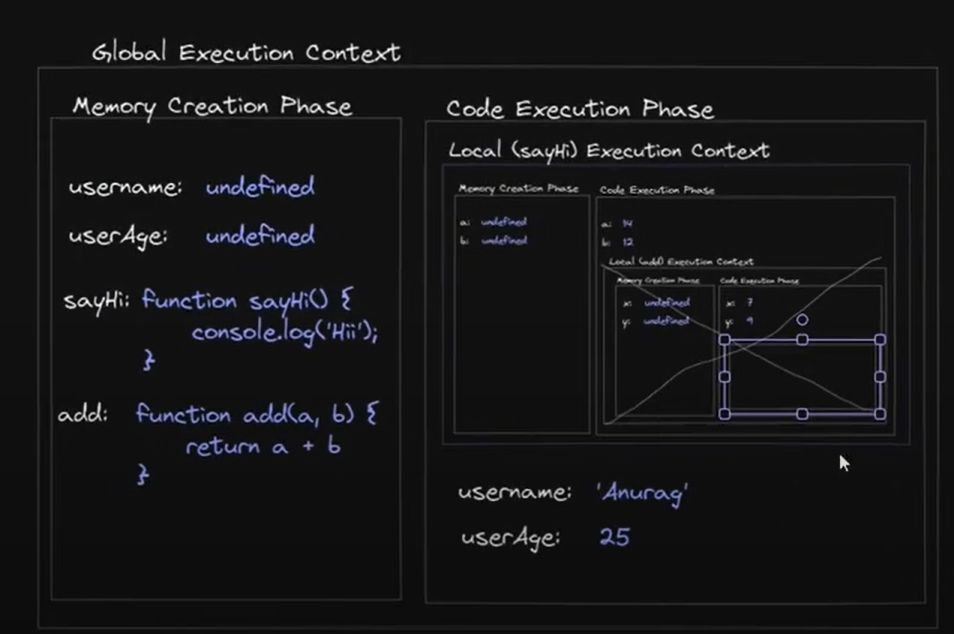 Global Execution Context
Memory Creation Phase
username: undefined
userAge: undefined
sayHi: function sayHi() {
console.log('Hii');
}
add: function add(a, b) {
return a + b
}
Code Execution Phase
Local (sayHi) Execution Context
Memory Creation Phase
a: undefined
b: undefined
Code Execution Phase
a: 14
b: 12
Local (add) Execution Context
Memory Creation Phase
x: undefined
y: undefined
Code Execution Phase
x: 7
y: 9
username: 'Anurag'
userAge: 25